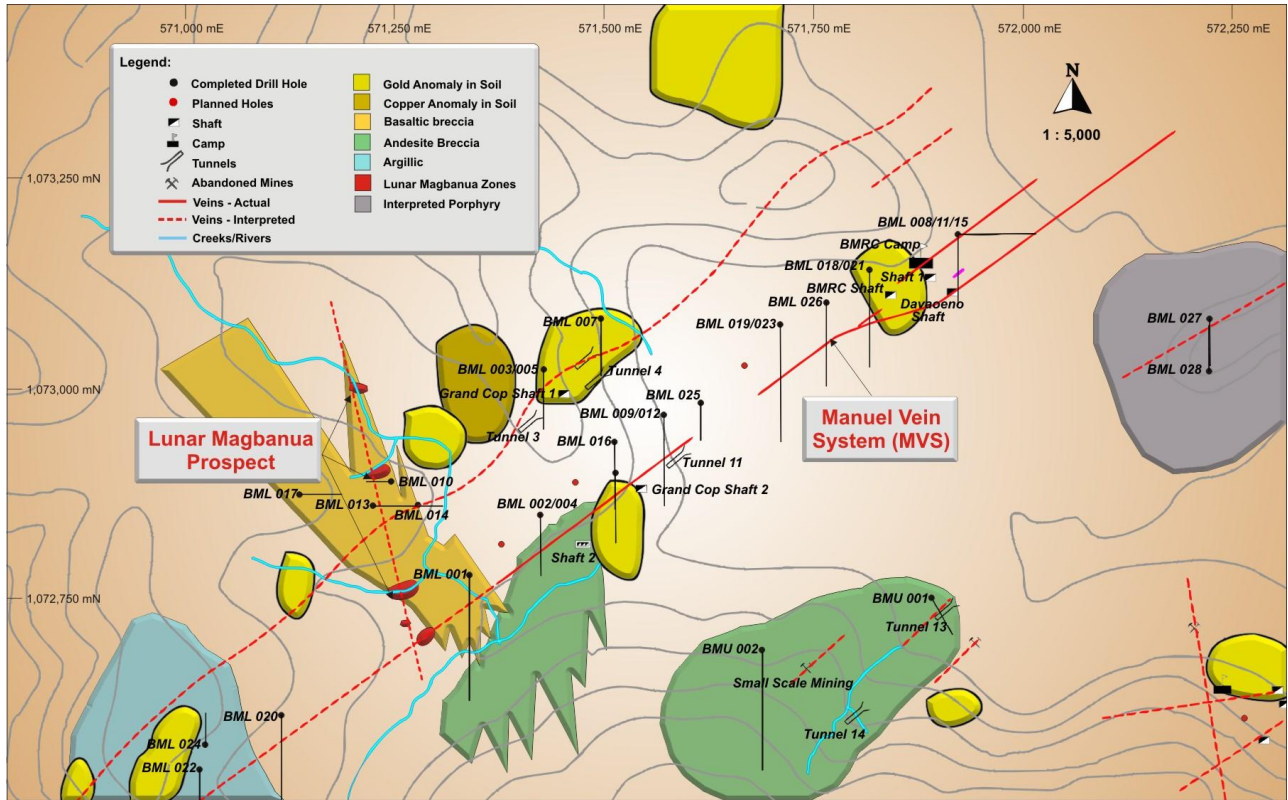 571,000 mE
571,250 mE
571,500 mE
571,750 mE
572,000 mE
572,250 mE
Legend:
Completed Drill Hole
Planned Holes
Shaft
Camp
Tunnels
Abandoned Mines
Veins - Actual
Veins - Interpreted
Creeks/Rivers
Gold Anomaly in Soil
Copper Anomaly in Soil
Basaltic breccia
Andesite Breccia
Argillic
Lunar Magbanua Zones
Interpreted Porphyry
N
1 : 5,000
1,073,250 mN
BML 008/11/15
BMRC Camp
BML 018/021
Shaft 1
BMRC Shaft
BML 026
Davaoeno
Shaft
BML 007
BML 019/023
BML 027
BML 003/005
Tunnel 4
BML 028
1,073,000 mN
Grand Cop Shaft 1
BML 025
BML 009/012
Manuel Vein
System (MVS)
Tunnel 3
BML 016
Lunar Magbanua
Prospect
Tunnel 11
BML 010
BML 017
Grand Cop Shaft 2
BML 013
BML 014
BML 002/004
Shaft 2
BML 001
1,072,750 mN
BMU 001
Tunnel 13
BMU 002
Small Scale Mining
BML 020
Tunnel 14
BML 024
BML 022